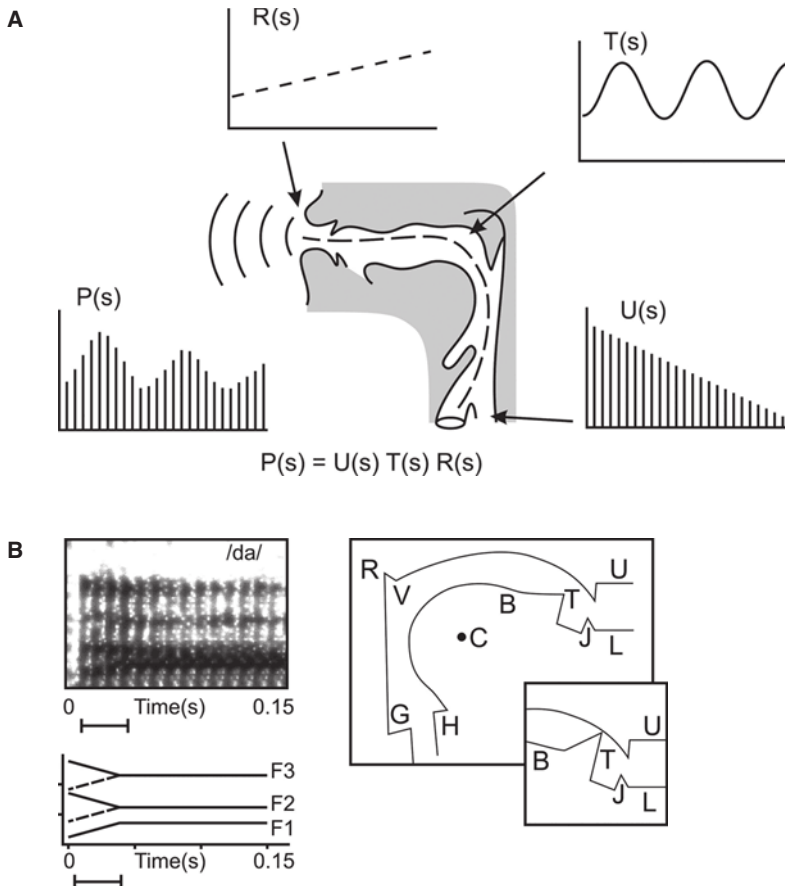 A
R(s)
T(s)
P(s)
U(s)
P(s) = U(s) T(s) R(s)
B
/da/
0 Time(s) 0.15
F3
F2
F1
0 Time(s) 0.15
R
V
B
T
U
C
J
L
G
H
U
B
T
J
L